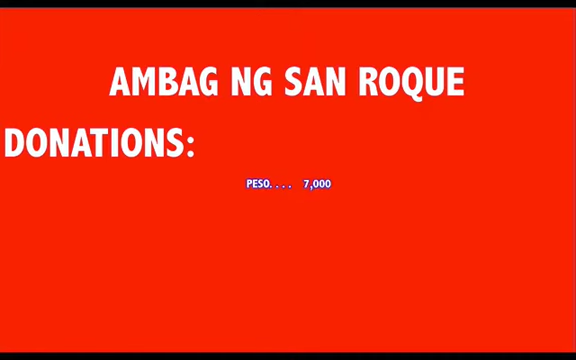 AMBAG NG SAN ROQUE
DONATIONS:
PESO. . . .   7,000